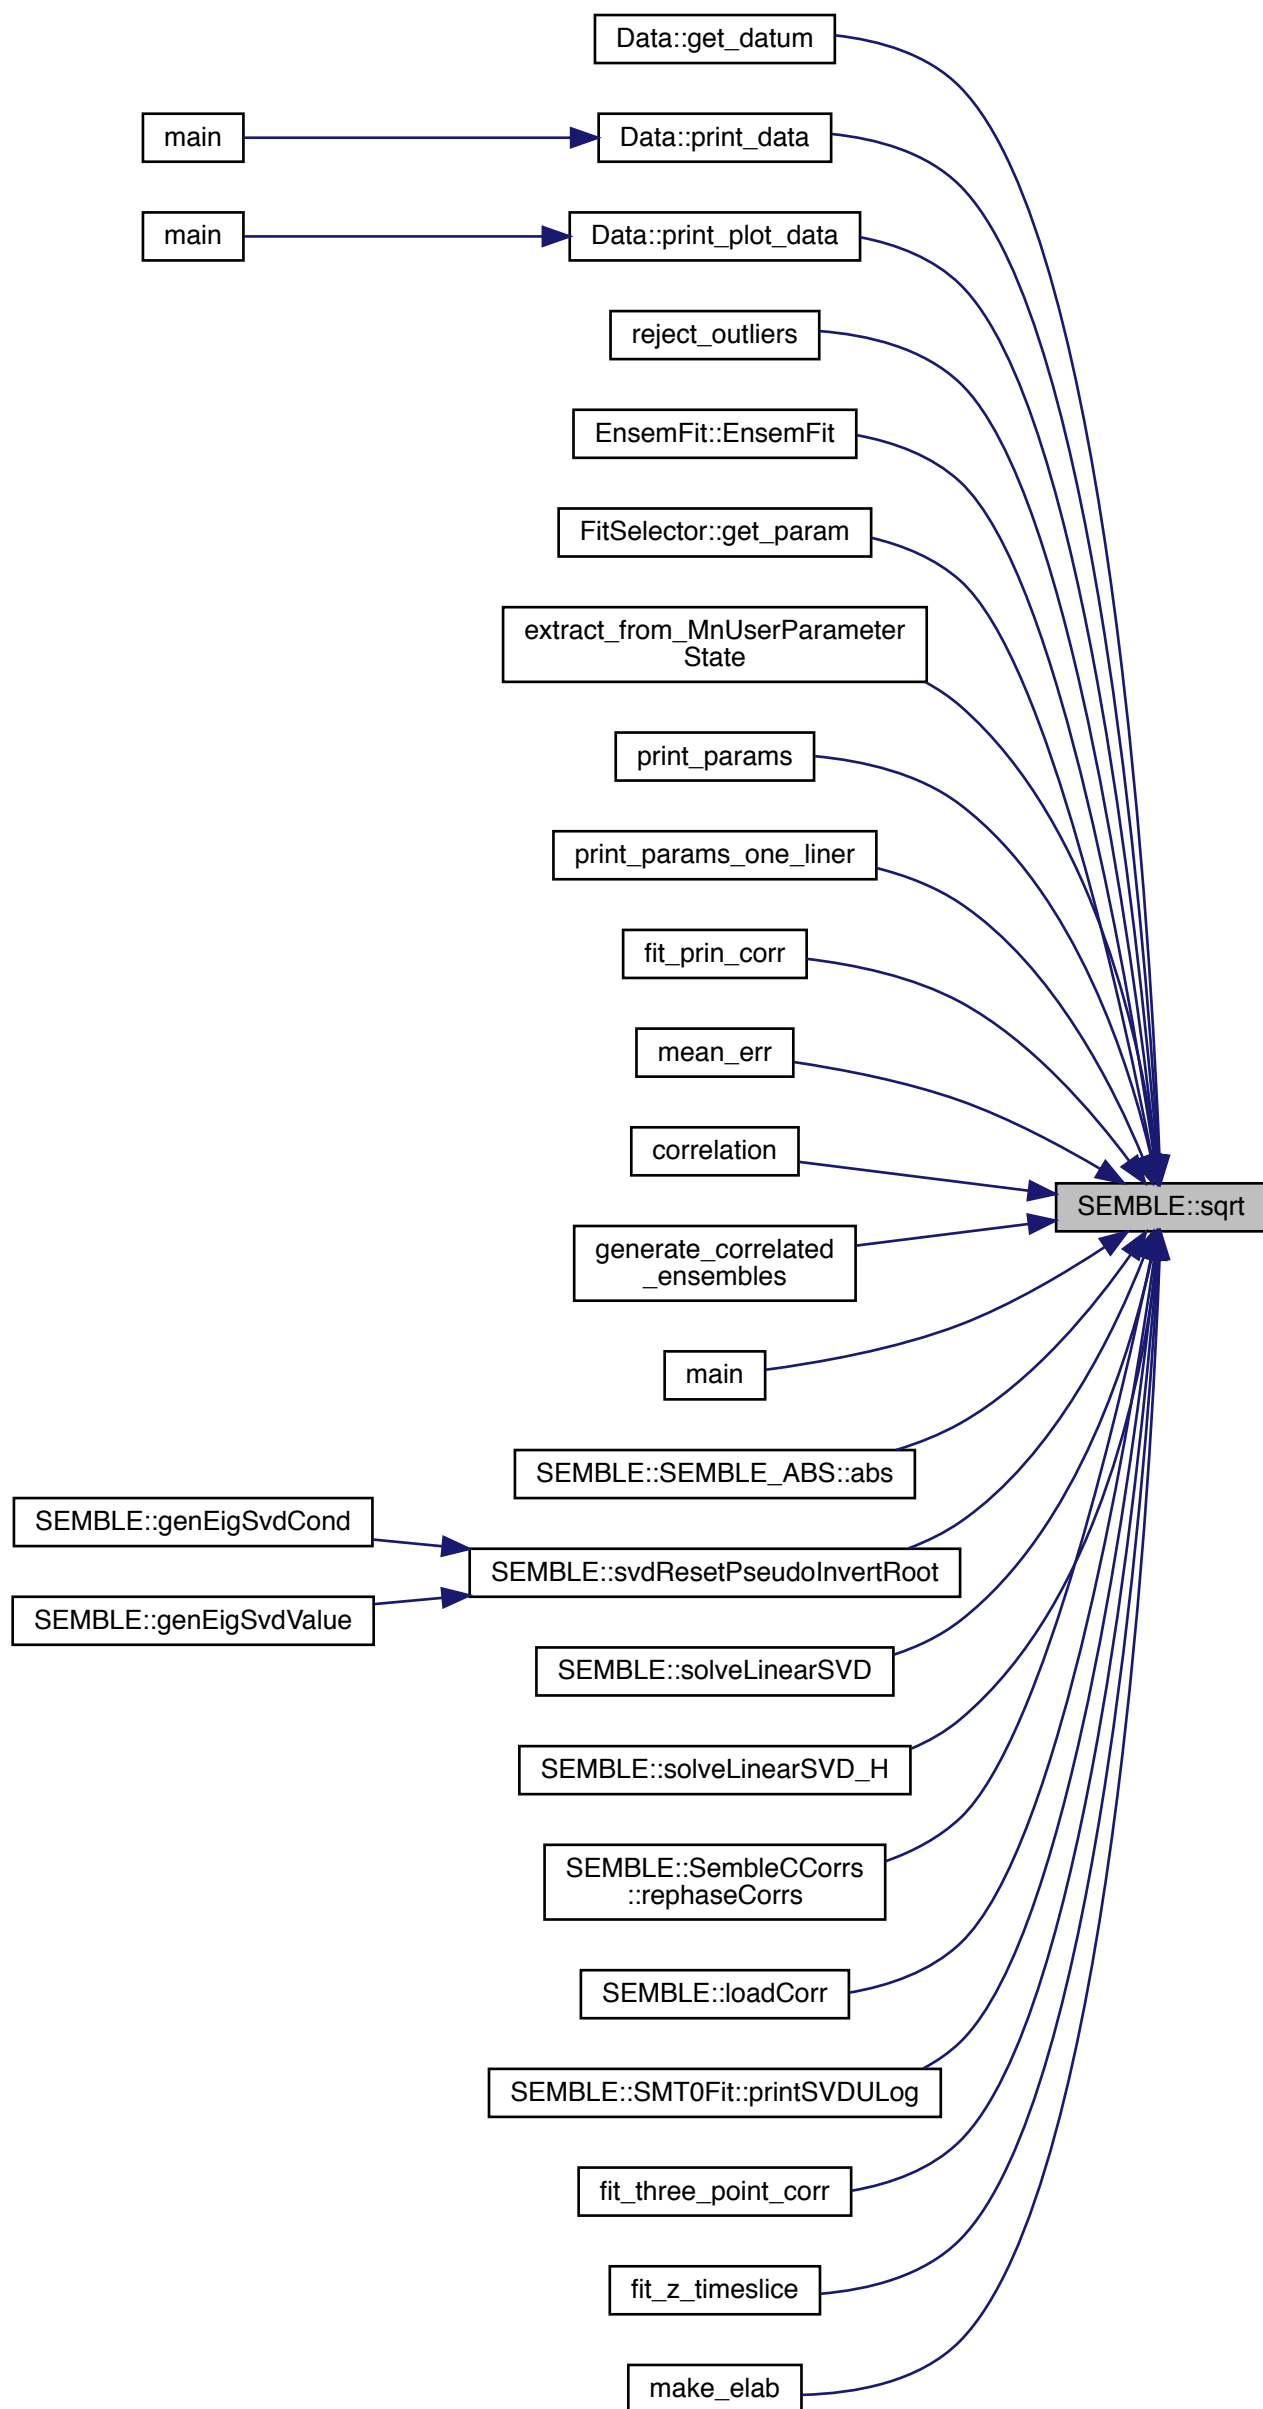 Data::get_datum
main
Data::print_data
main
Data::print_plot_data
reject_outliers
EnsemFit::EnsemFit
FitSelector::get_param
extract_from_MnUserParameter
State
print_params
print_params_one_liner
fit_prin_corr
mean_err
correlation
SEMBLE::sqrt
generate_correlated
_ensembles
main
SEMBLE::SEMBLE_ABS::abs
SEMBLE::genEigSvdCond
SEMBLE::svdResetPseudoInvertRoot
SEMBLE::genEigSvdValue
SEMBLE::solveLinearSVD
SEMBLE::solveLinearSVD_H
SEMBLE::SembleCCorrs
::rephaseCorrs
SEMBLE::loadCorr
SEMBLE::SMT0Fit::printSVDULog
fit_three_point_corr
fit_z_timeslice
make_elab